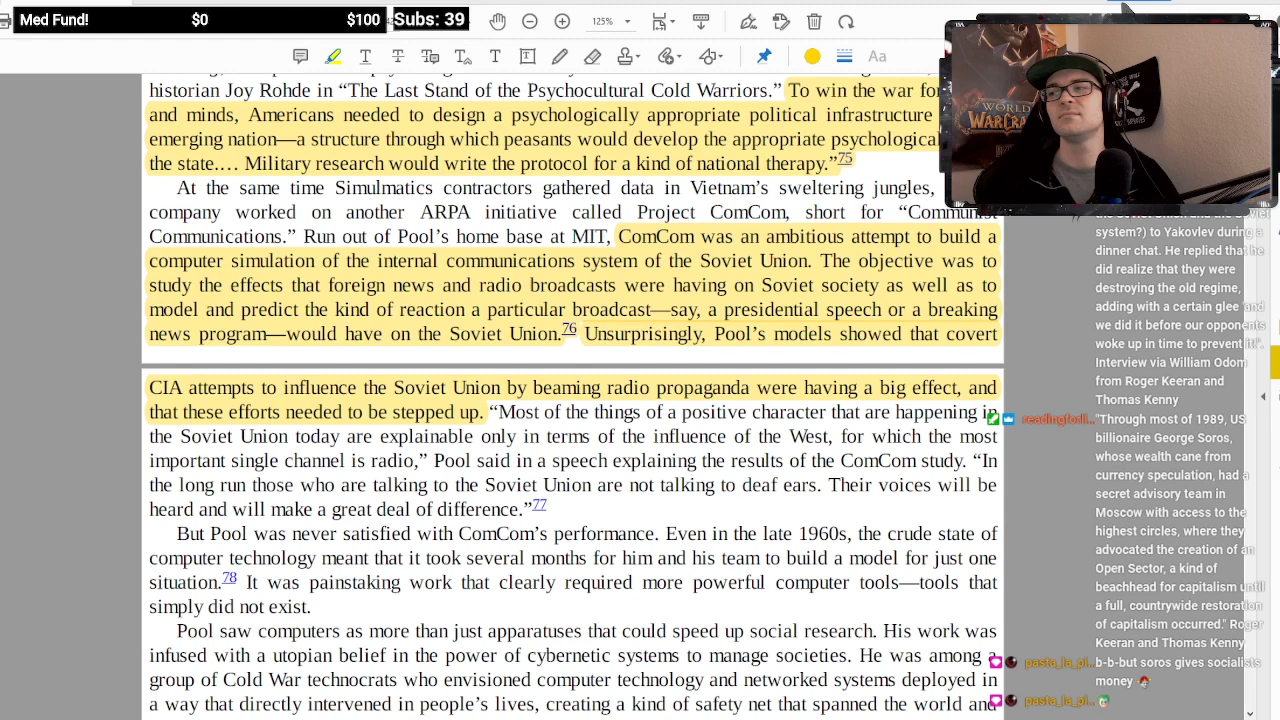 Med Fund! $0 $100 Subs: 39
125%
Aa
historian Joy Rohde in “The Last Stand of the Psychocultural Cold Warriors.” To win the war for
and minds, Americans needed to design a psychologically appropriate political infrastructure
emerging nation—a structure through which peasants would develop the appropriate psychological
the state.… Military research would write the protocol for a kind of national therapy.”75
At the same time Simulmatics contractors gathered data in Vietnam’s sweltering jungles,
company worked on another ARPA initiative called Project ComCom, short for “Communist
Communications.” Run out of Pool’s home base at MIT, ComCom was an ambitious attempt to build a
computer simulation of the internal communications system of the Soviet Union. The objective was to
study the effects that foreign news and radio broadcasts were having on Soviet society as well as to
model and predict the kind of reaction a particular broadcast—say, a presidential speech or a breaking
news program—would have on the Soviet Union.76 Unsurprisingly, Pool’s models showed that covert
CIA attempts to influence the Soviet Union by beaming radio propaganda were having a big effect, and
that these efforts needed to be stepped up. “Most of the things of a positive character that are happening in
the Soviet Union today are explainable only in terms of the influence of the West, for which the most
important single channel is radio,” Pool said in a speech explaining the results of the ComCom study. “In
the long run those who are talking to the Soviet Union are not talking to deaf ears. Their voices will be
heard and will make a great deal of difference.”77
But Pool was never satisfied with ComCom’s performance. Even in the late 1960s, the crude state of
computer technology meant that it took several months for him and his team to build a model for just one
situation.78 It was painstaking work that clearly required more powerful computer tools—tools that
simply did not exist.
Pool saw computers as more than just apparatuses that could speed up social research. His work was
infused with a utopian belief in the power of cybernetic systems to manage societies. He was among a
group of Cold War technocrats who envisioned computer technology and networked systems deployed in
a way that directly intervened in people’s lives, creating a kind of safety net that spanned the world and
WORLD
WARCRAFT
the Soviet Union and the Soviet
system?) to Yakovlev during a
dinner chat. He replied that he
did realize that they were
destroying the old regime,
adding with a certain glee 'and
we did it before our opponents
woke up in time to prevent it!'.
Interview via William Odom
from Roger Keeran and
Thomas Kenny
readingforll... "Through most of 1989, US
billionaire George Soros,
whose wealth cane from
currency speculation, had a
secret advisory team in
Moscow with access to the
highest circles, where they
advocated the creation of an
Open Sector, a kind of
beachhead for capitalism until
a full, countrywide restoration
of capitalism occurred." Roger
Keeran and Thomas Kenny
pasta_la_pi... b-b-but soros gives socialists
money
pasta_la_pi...